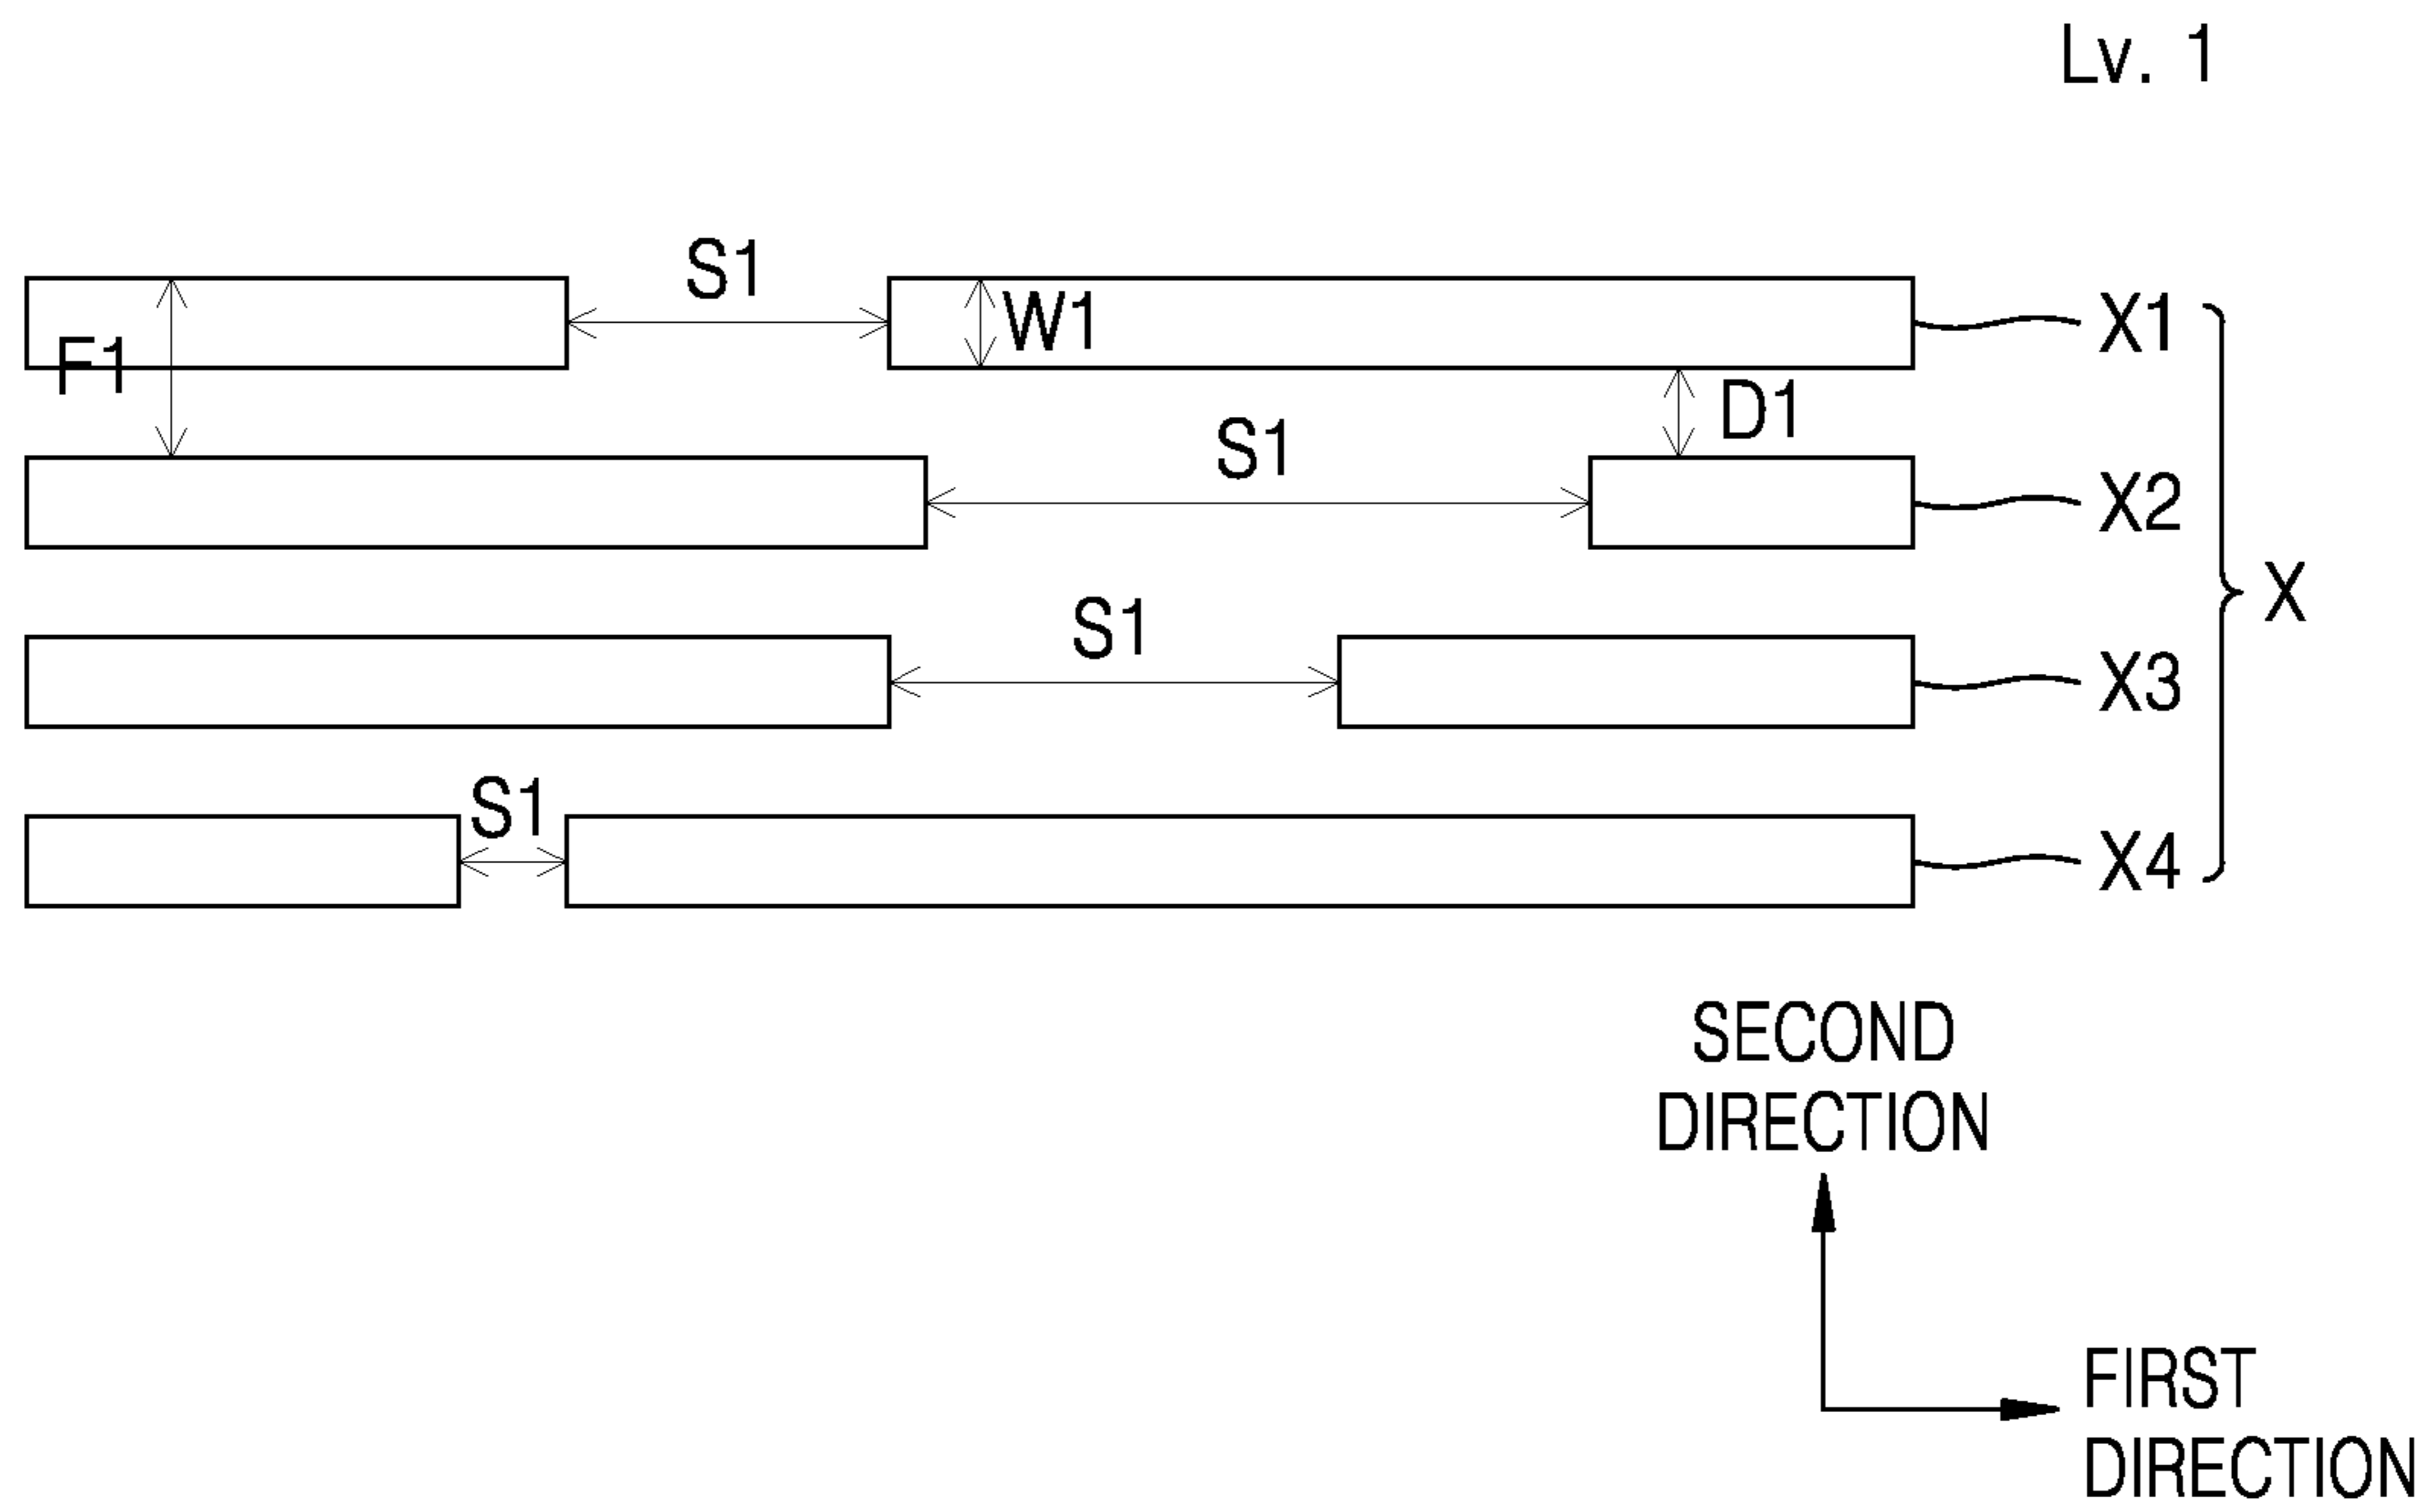 Lv. 1
S1
W1
X1
F1
D1
S1
X2
X
S1
X3
S1
X4
SECOND
DIRECTION
FIRST
DIRECTION